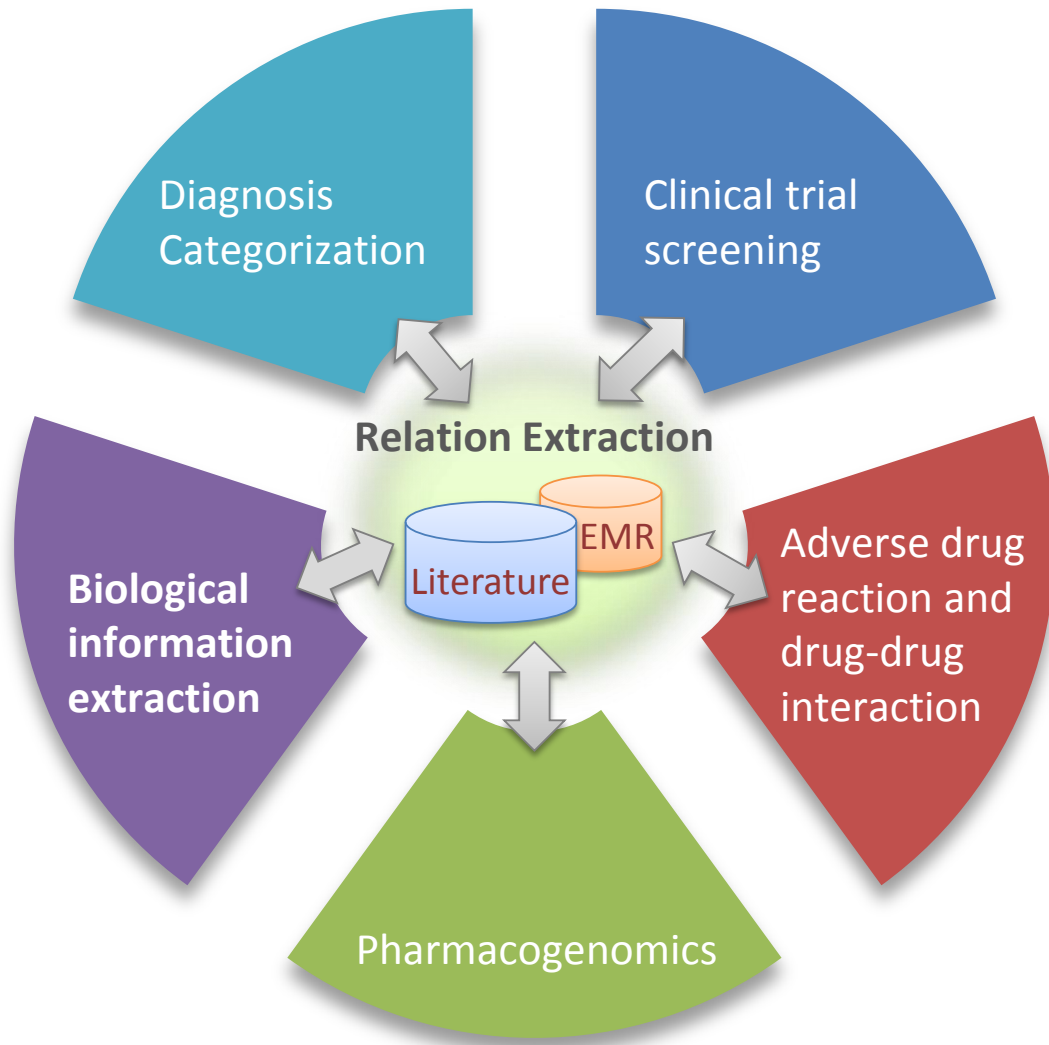 Diagnosis
Categorization
Clinical trial
screening
Relation Extraction
EMR
Literature
Biological
information
extraction
Adverse drug
reaction and
drug-drug
interaction
Pharmacogenomics